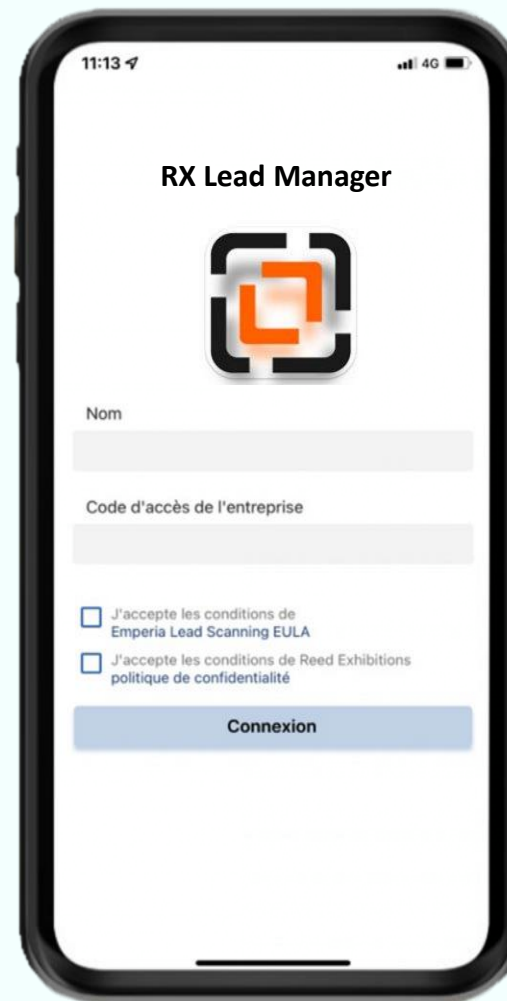 11:13
4G
RX Lead Manager
Nom
Code d'accès de l'entreprise
J'accepte les conditions de
Emperia Lead Scanning EULA
J'accepte les conditions de Reed Exhibitions
politique de confidentialité
Connexion